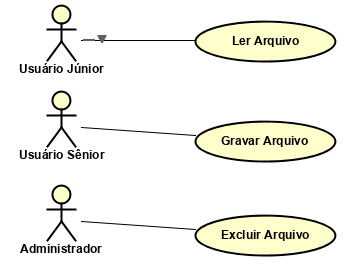 Ler Arquivo
Usuário Júnior
Gravar Arquivo
Usuário Sênior
Excluir Arquivo
Administrador